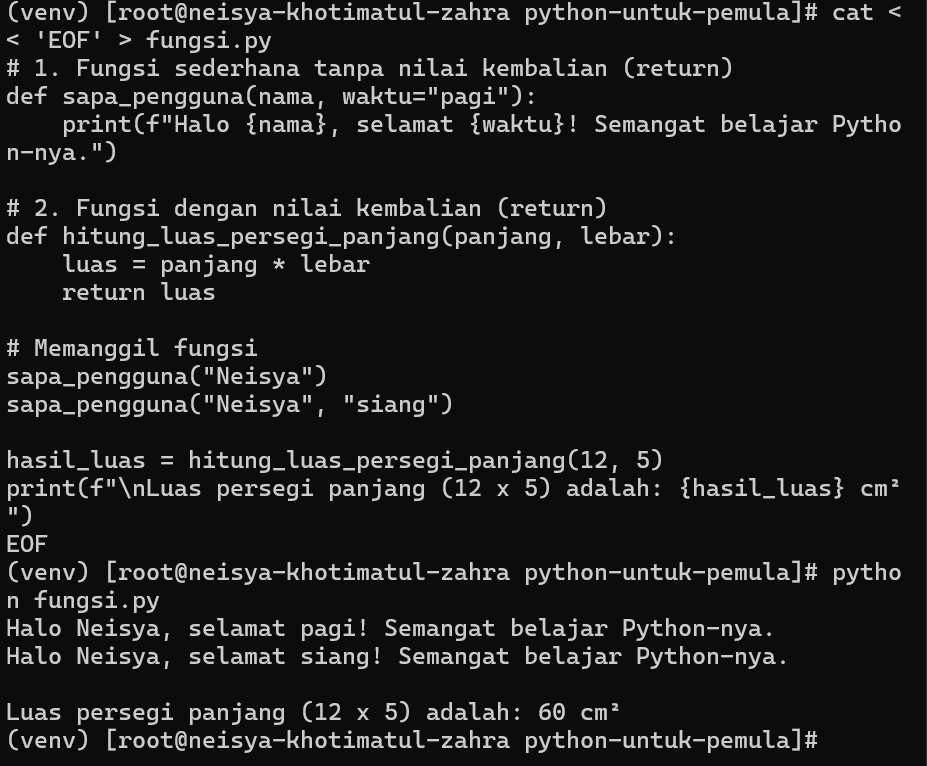 (venv) [root@neisya-khotimatul-zahra python-untuk-pemula]# cat <
< 'EOF' > fungsi.py
# 1. Fungsi sederhana tanpa nilai kembalian (return)
def sapa_pengguna(nama, waktu="pagi"):
    print(f"Halo {nama}, selamat {waktu}! Semangat belajar Pytho
n-nya.")

# 2. Fungsi dengan nilai kembalian (return)
def hitung_luas_persegi_panjang(panjang, lebar):
    luas = panjang * lebar
    return luas

# Memanggil fungsi
sapa_pengguna("Neisya")
sapa_pengguna("Neisya", "siang")

hasil_luas = hitung_luas_persegi_panjang(12, 5)
print(f"\nLuas persegi panjang (12 x 5) adalah: {hasil_luas} cm²
")
EOF
(venv) [root@neisya-khotimatul-zahra python-untuk-pemula]# pytho
n fungsi.py
Halo Neisya, selamat pagi! Semangat belajar Python-nya.
Halo Neisya, selamat siang! Semangat belajar Python-nya.

Luas persegi panjang (12 x 5) adalah: 60 cm²
(venv) [root@neisya-khotimatul-zahra python-untuk-pemula]#